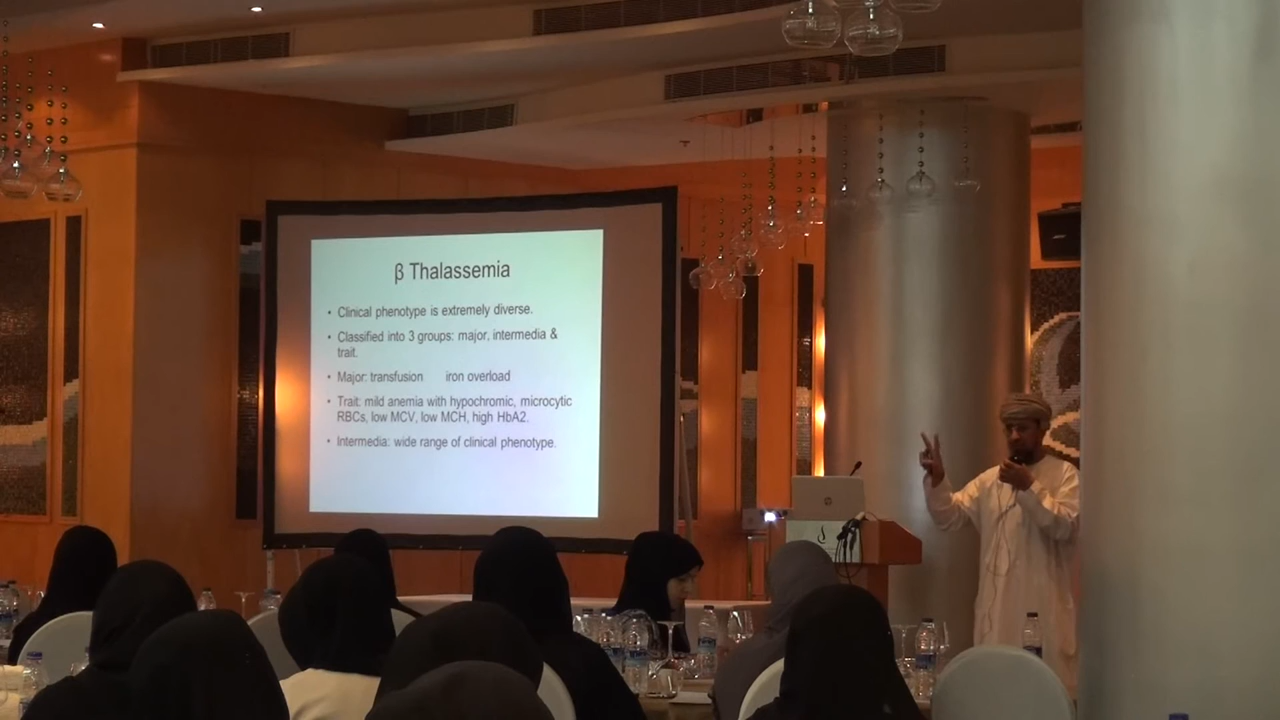 β Thalassemia
• Clinical phenotype is extremely diverse.
• Classified into 3 groups: major, intermedia &
trait.
• Major: transfusion iron overload
• Trait: mild anemia with hypochromic, microcytic
RBCs, low MCV, low MCH, high HbA2.
• Intermedia: wide range of clinical phenotype.
hp